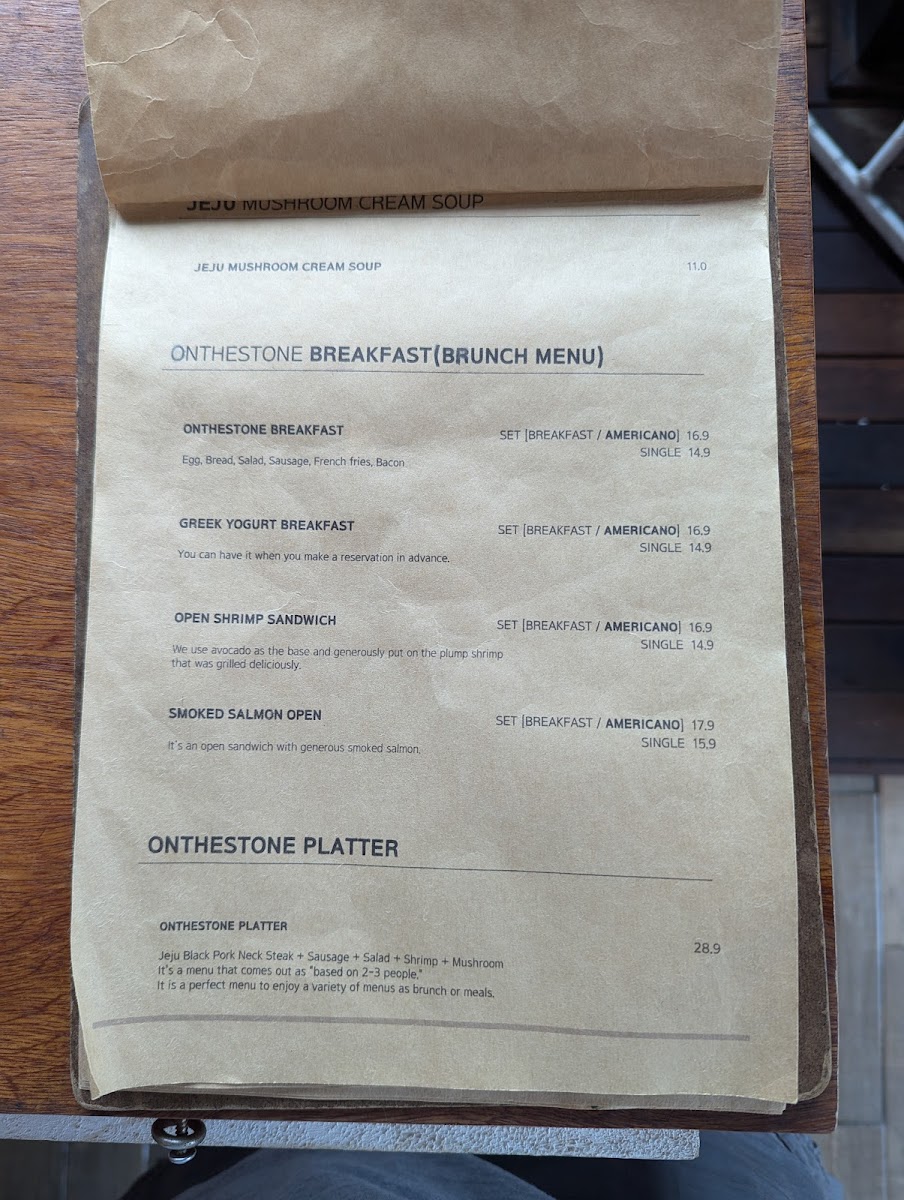 JEJU MUSHROOM CREAM SOUP
JEJU MUSHROOM CREAM SOUP 11.0
ONTHESTONE BREAKFAST(BRUNCH MENU)
ONTHESTONE BREAKFAST SET [BREAKFAST / AMERICANO] 16.9
SINGLE 14.9
Egg, Bread, Salad, Sausage, French fries, Bacon
GREEK YOGURT BREAKFAST SET [BREAKFAST / AMERICANO] 16.9
SINGLE 14.9
You can have it when you make a reservation in advance.
OPEN SHRIMP SANDWICH SET [BREAKFAST / AMERICANO] 16.9
SINGLE 14.9
We use avocado as the base and generously put on the plump shrimp
that was grilled deliciously.
SMOKED SALMON OPEN SET [BREAKFAST / AMERICANO] 17.9
SINGLE 15.9
It's an open sandwich with generous smoked salmon.
ONTHESTONE PLATTER
ONTHESTONE PLATTER
28.9
Jeju Black Pork Neck Steak + Sausage + Salad + Shrimp + Mushroom
It's a menu that comes out as "based on 2-3 people."
It is a perfect menu to enjoy a variety of menus as brunch or meals.